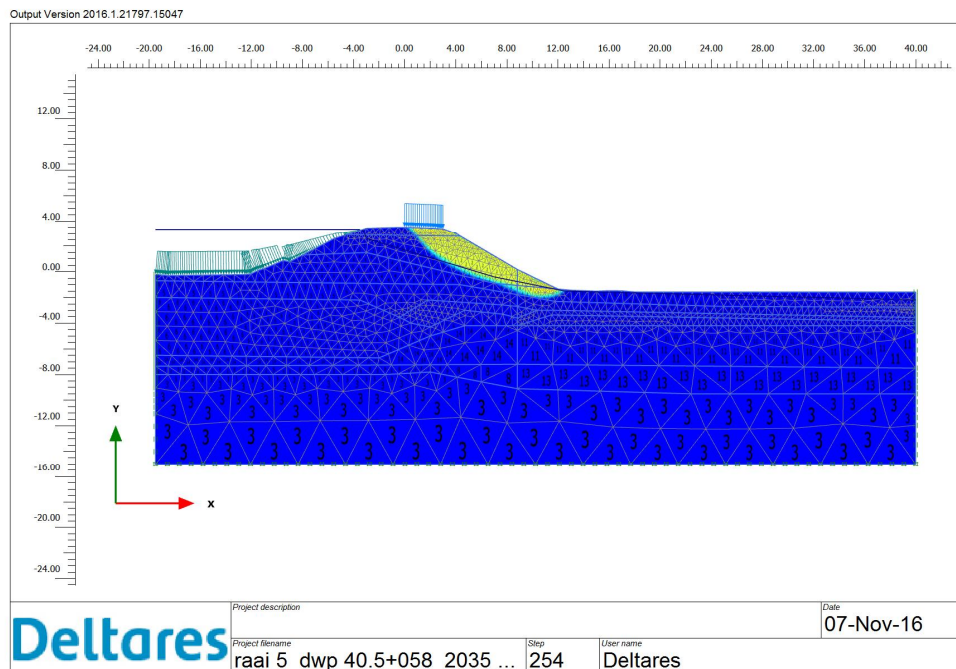 Output Version 2016.1.21797.15047
-24.00 -20.00 -16.00 -12.00 -8.00 -4.00 0.00 4.00 8.00 12.00 16.00 20.00 24.00 28.00 32.00 36.00 40.00
12.00
8.00
4.00
0.00
-4.00
-8.00
-12.00
-16.00
-20.00
-24.00
Y
X
Project description
Date
07-Nov-16
Deltares
Project filename
Step
User name
raai 5 dwp 40.5+058 2035 ...
254
Deltares